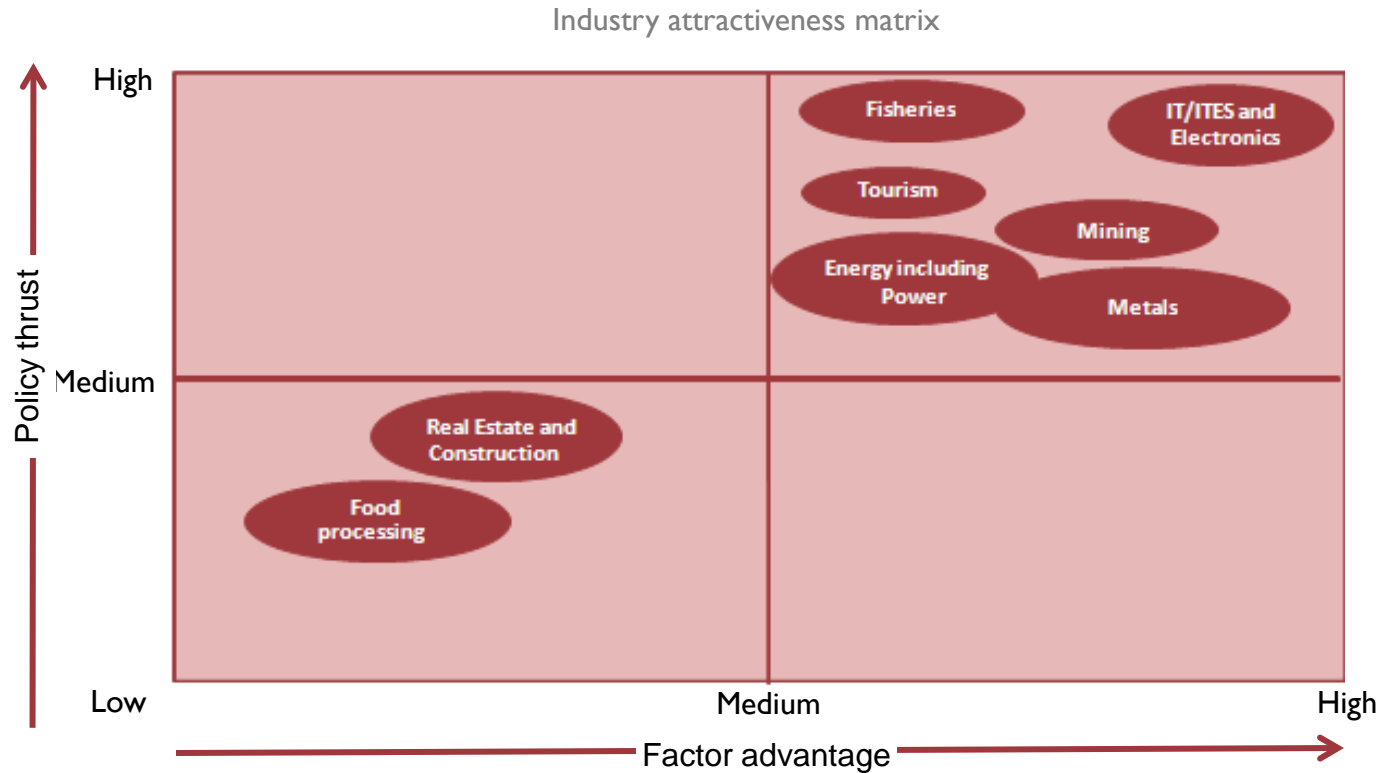 Industry attractiveness matrix
High
Fisheries
IT/ITES and
Electronics
Tourism
Mining
Energy including
Power
Metals
Policy thrust
Medium
Real Estate and
Construction
Food
processing
Low
Medium
High
Factor advantage